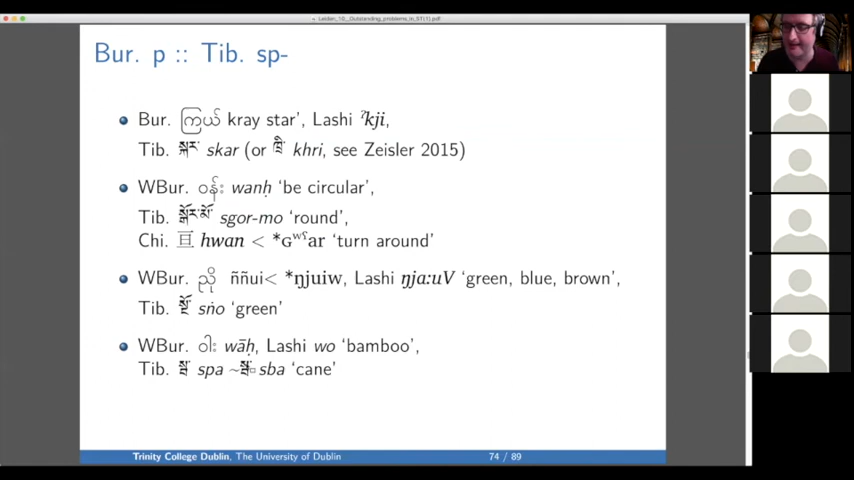 Leiden_10__Outstanding_problems_in_ST(1).pdf
Bur. p :: Tib. sp-
Bur. ကြယ် kray star', Lashi ˀkji,
Tib. སྐར་ skar (or ཁྲི་ khri, see Zeisler 2015)
WBur. ဝန်း wanḥ 'be circular',
Tib. སྒོར་མོ་ sgor-mo 'round',
Chi. 亘 hwan < *ɢʷˤar 'turn around'
WBur. ညို ññui< *ŋjuiw, Lashi ŋja:uV 'green, blue, brown',
Tib. སྔོ་ sṅo 'green'
WBur. ဝါး wāḥ, Lashi wo 'bamboo',
Tib. སྤ་ spa ~སྦ་ sba 'cane'
Trinity College Dublin, The University of Dublin 74 / 89